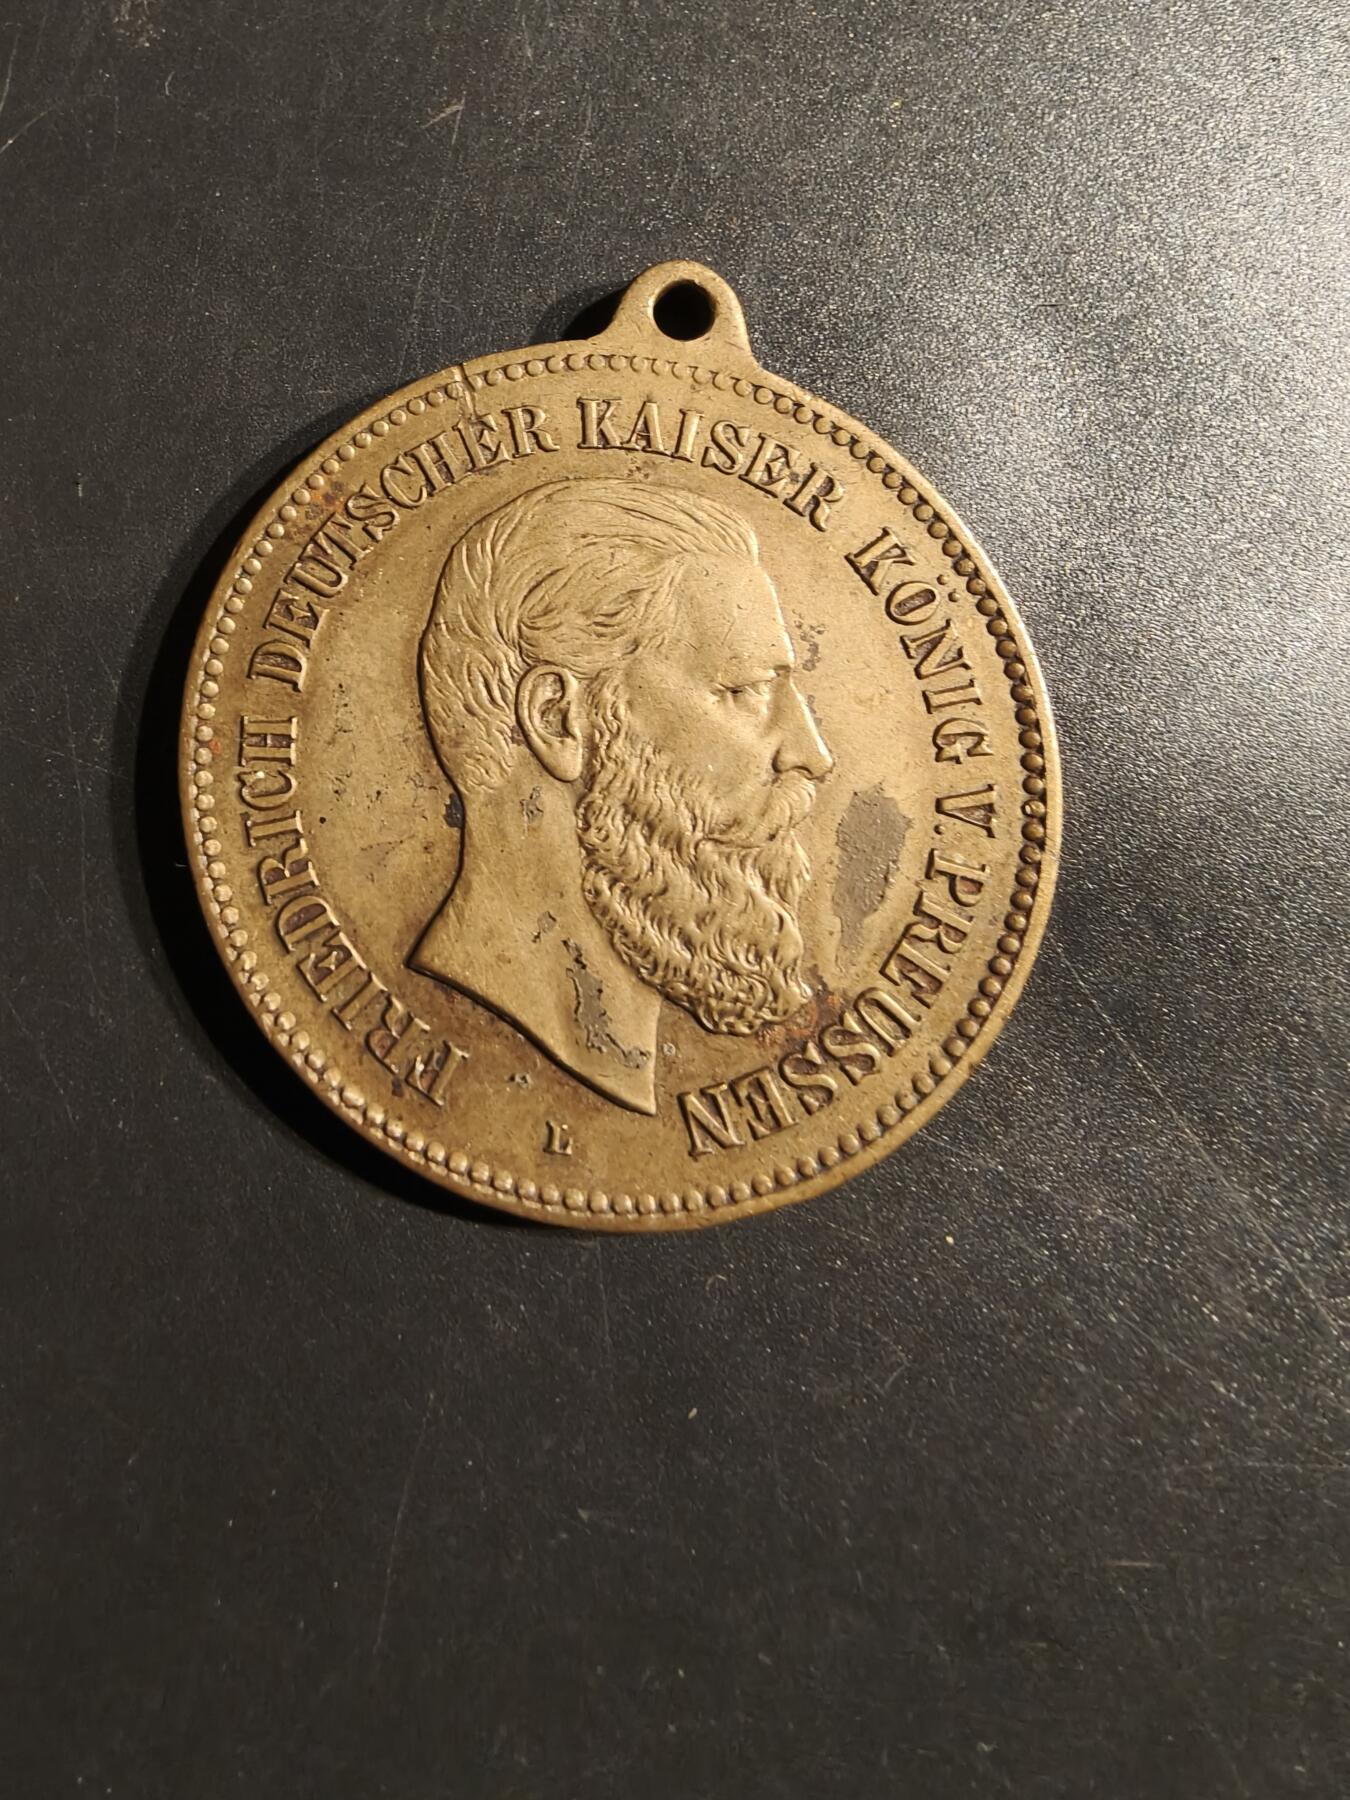 FRIEDRICH DEUTSCHER KAISER KÖNIG V. PREUSSEN
L